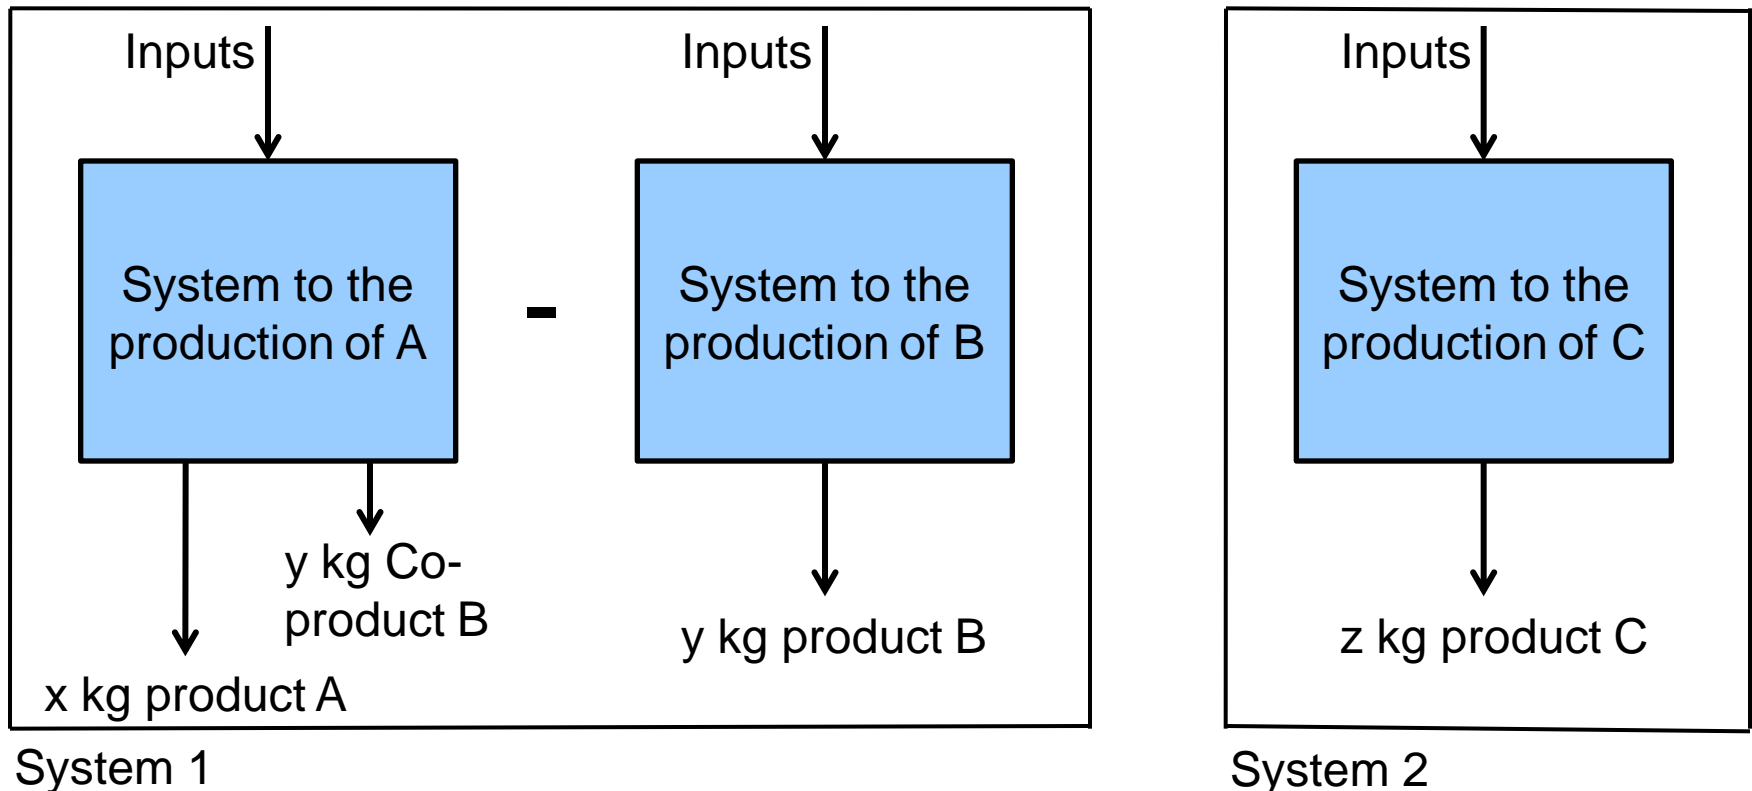 Inputs
Inputs
Inputs
System to the
production of A
-
System to the
production of B
System to the
production of C
y kg Co-
product B
x kg product A
y kg product B
z kg product C
System 1
System 2